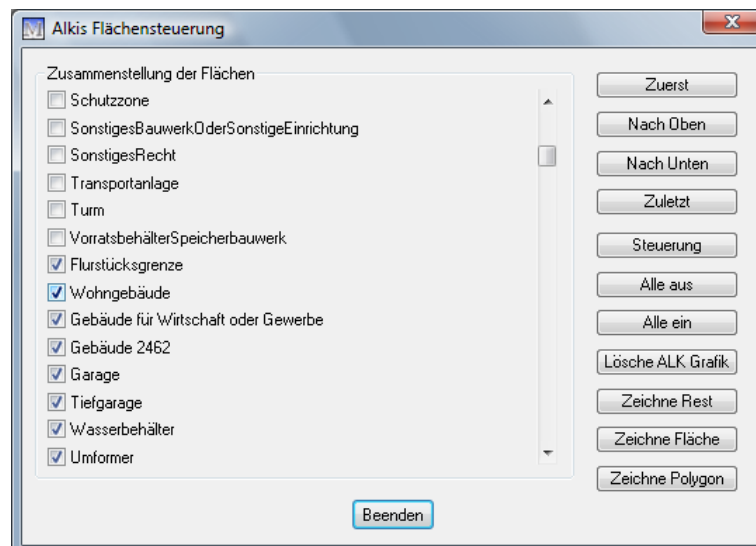 Alkis Flächensteuerung
Zusammenstellung der Flächen
Schutzzone
SonstigesBauwerkOderSonstigeEinrichtung
SonstigesRecht
Transportanlage
Turm
VorratsbehälterSpeicherbauwerk
Flurstücksgrenze
Wohngebäude
Gebäude für Wirtschaft oder Gewerbe
Gebäude 2462
Garage
Tiefgarage
Wasserbehälter
Umformer
Zuerst
Nach Oben
Nach Unten
Zuletzt
Steuerung
Alle aus
Alle ein
Lösche ALK Grafik
Zeichne Rest
Zeichne Fläche
Zeichne Polygon
Beenden